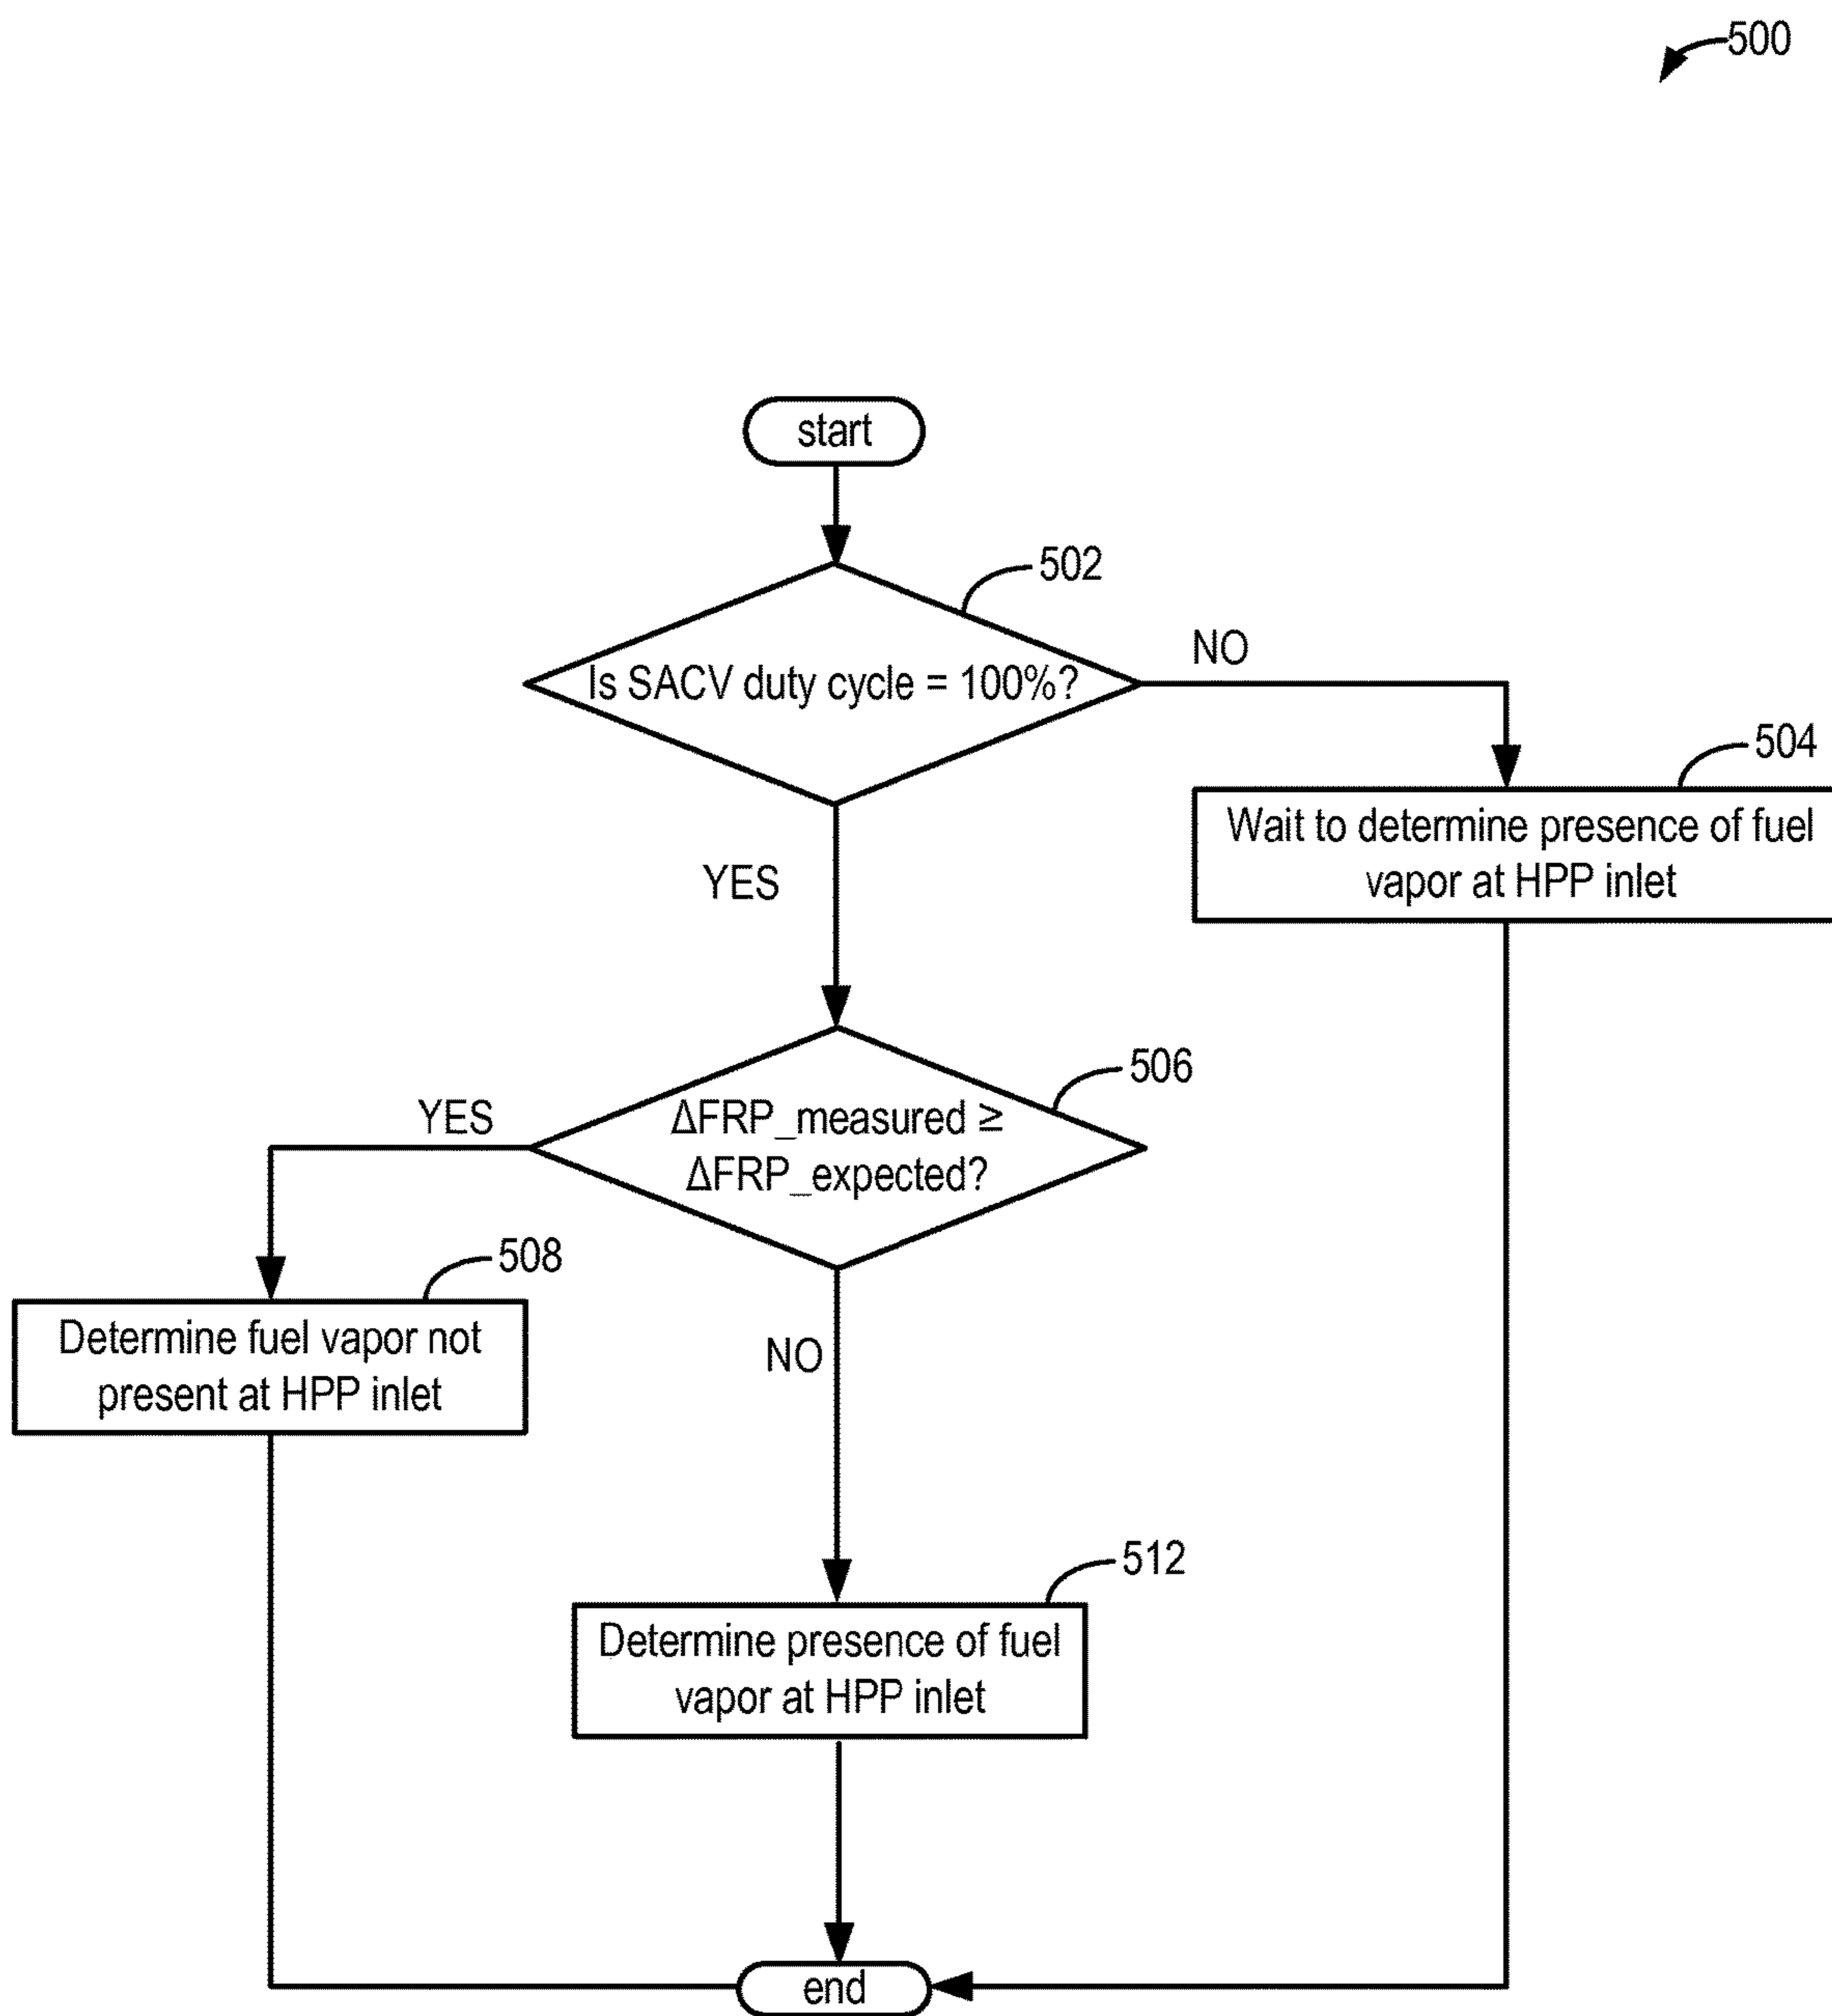 500
start
502
Is SACV duty cycle = 100%?
NO
504
Wait to determine presence of fuel
vapor at HPP inlet
YES
506
ΔFRP_measured ≥
ΔFRP_expected?
YES
508
Determine fuel vapor not
present at HPP inlet
NO
512
Determine presence of fuel
vapor at HPP inlet
end